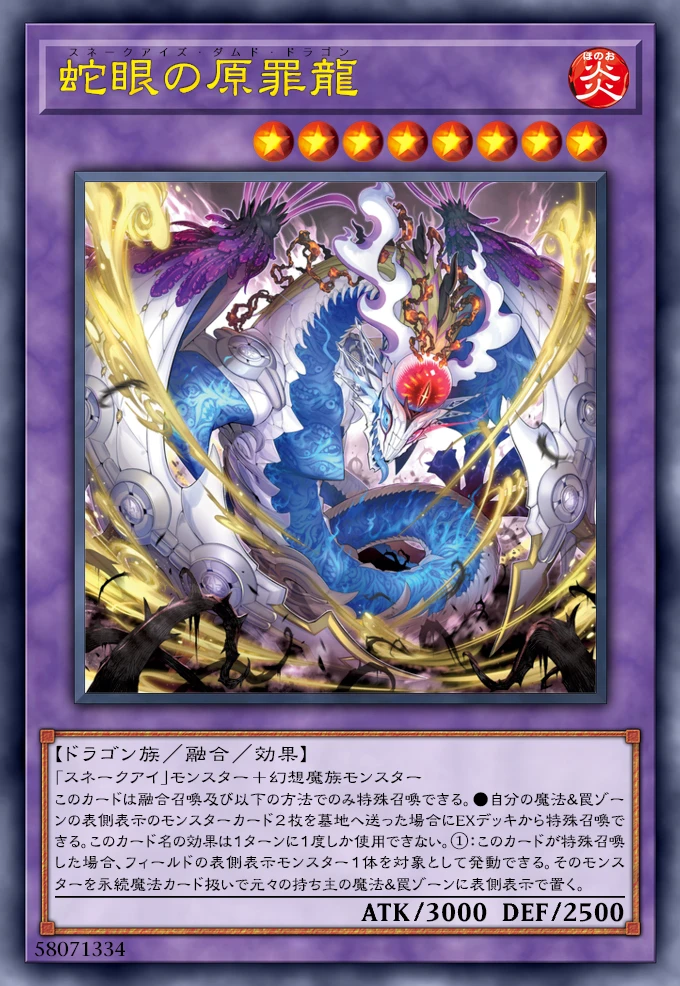 スネークアイズ・ダムド・ドラゴン
蛇眼の原罪龍
ほのお
炎
【ドラゴン族／融合／効果】
「スネークアイ」モンスター＋幻想魔族モンスター
このカードは融合召喚及び以下の方法でのみ特殊召喚できる。●自分の魔法&罠ゾー
ンの表側表示のモンスターカード２枚を墓地へ送った場合にEXデッキから特殊召喚で
きる。このカード名の効果は１ターンに１度しか使用できない。①：このカードが特殊召喚
した場合、フィールドの表側表示モンスター１体を対象として発動できる。そのモンス
ターを永続魔法カード扱いで元々の持ち主の魔法&罠ゾーンに表側表示で置く。
ATK/3000 DEF/2500
58071334